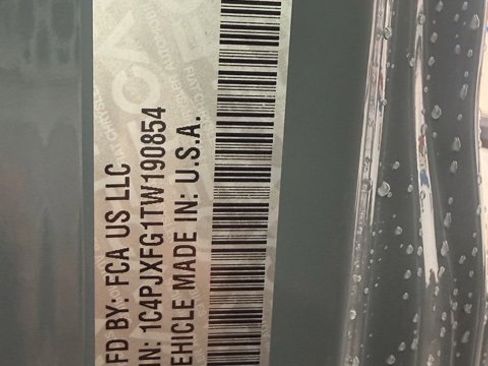 FD BY: FCA US LLC
IN: 1C4PJXFG1TW190854
EHICLE MADE IN: U.S.A.